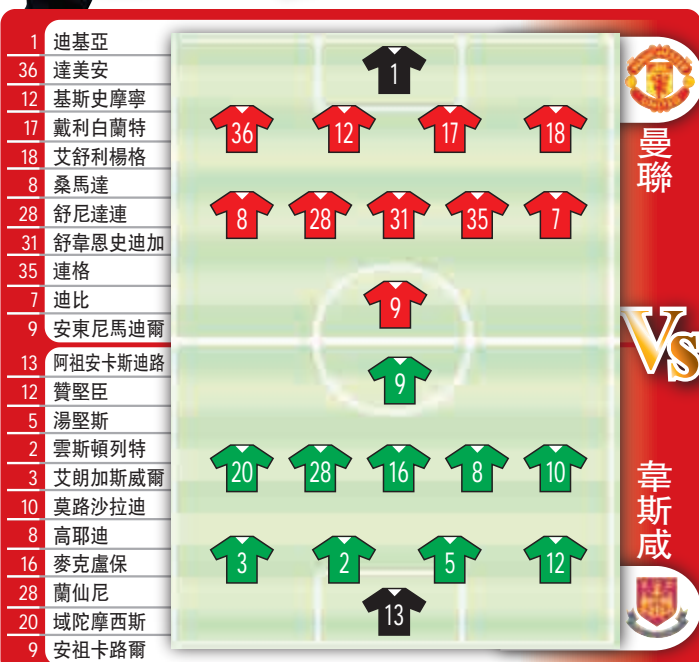 1 迪基亞
36 達美安
12 基斯史摩寧
17 戴利白蘭特
18 艾舒利楊格
8 桑馬達
28 舒尼達連
31 舒韋恩史迪加
35 連格
7 迪比
9 安東尼馬迪爾
13 阿祖安卡斯迪路
12 贊堅臣
5 湯堅斯
2 雲斯頓列特
3 艾朗加斯威爾
10 莫路沙拉迪
8 高耶迪
16 麥克盧保
28 蘭仙尼
20 域陀摩西斯
9 安祖卡路爾
1
36 12 17 18
8 28 31 35 7
9
9
20 28 16 8 10
3 2 5 12
13
曼聯
Vs
韋斯咸